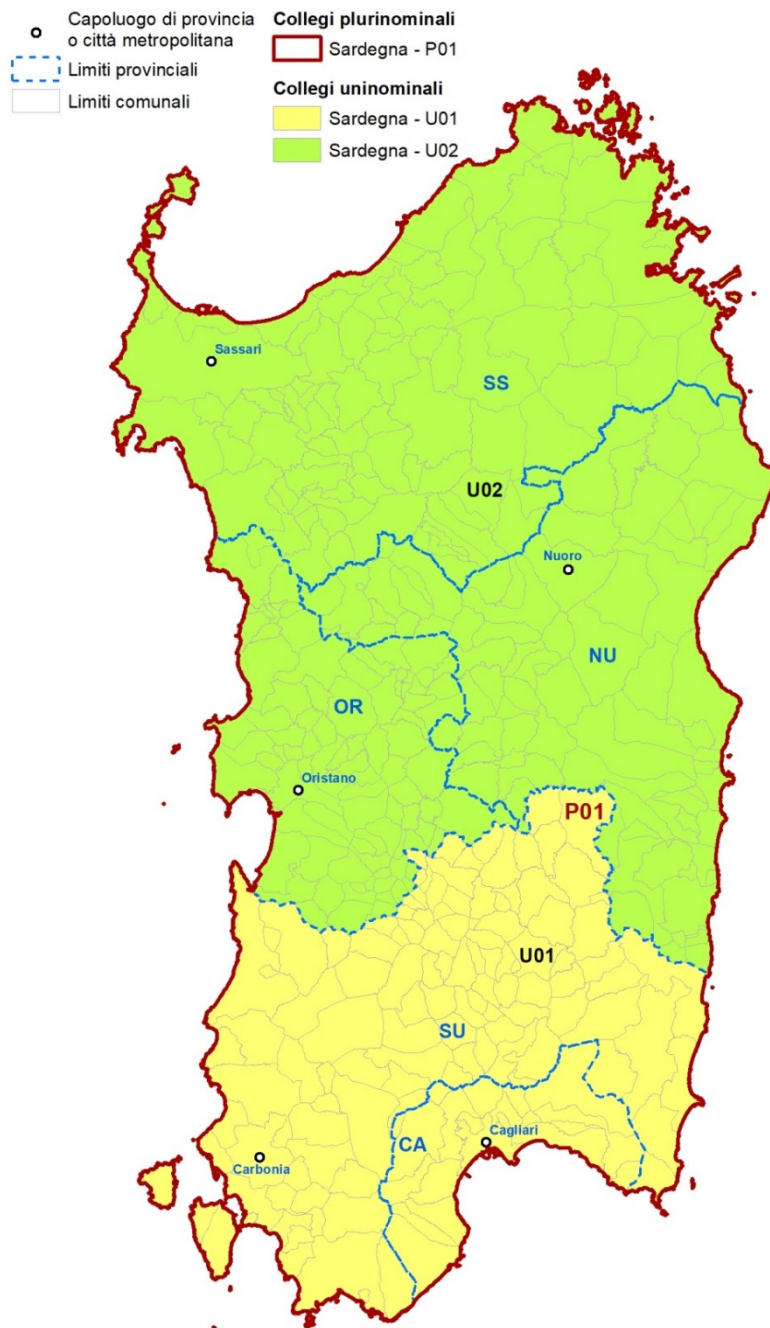 Capoluogo di provincia
o città metropolitana
Limiti provinciali
Limiti comunali
Collegi plurinominali
Sardegna - P01
Collegi uninominali
Sardegna - U01
Sardegna - U02
Sassari
SS
U02
Nuoro
NU
OR
Oristano
P01
U01
SU
Cagliari
CA
Carbonia